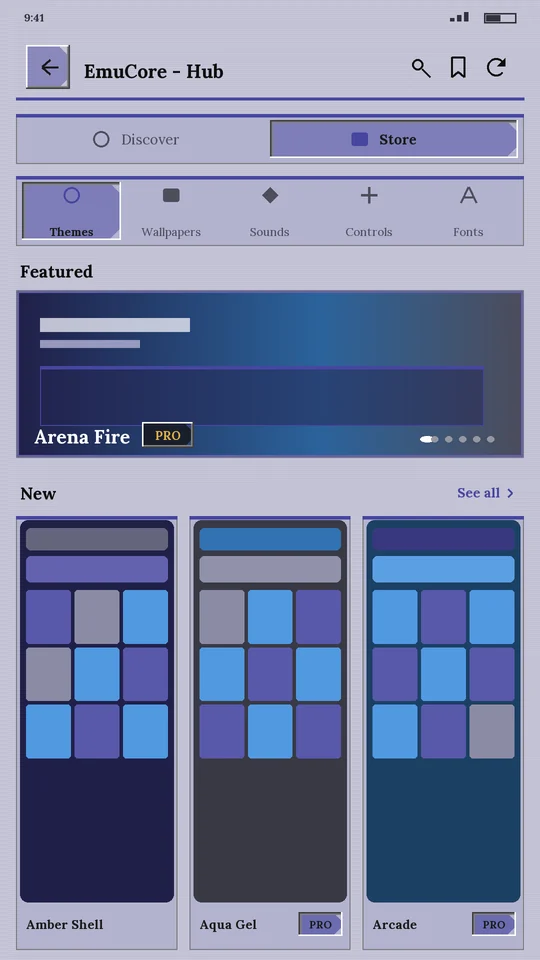 9:41
EmuCore - Hub
Discover
Store
Themes
Wallpapers
Sounds
Controls
Fonts
Featured
Arena Fire
PRO
New
See all
Amber Shell
Aqua Gel
PRO
Arcade
PRO